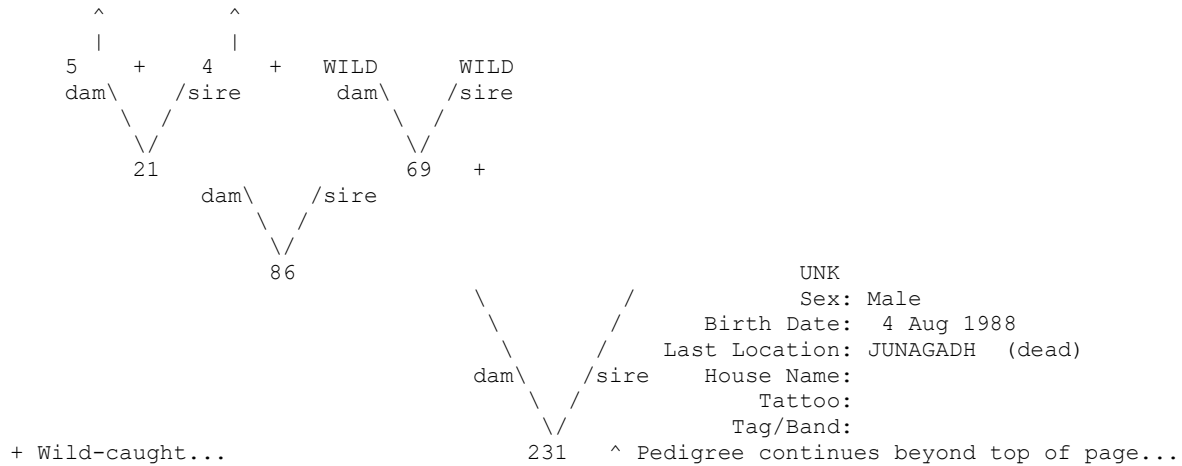 ^ ^
| |
5 + 4 + WILD WILD
dam\ /sire dam\ /sire
\ / \ /
\/ \/
21 69 +
dam\ /sire
\ /
\/
86 UNK
\ / Sex: Male
\ / Birth Date: 4 Aug 1988
\ / Last Location: JUNAGADH (dead)
dam\ /sire House Name:
\ / Tattoo:
\/ Tag/Band:
+ Wild-caught... 231 ^ Pedigree continues beyond top of page...